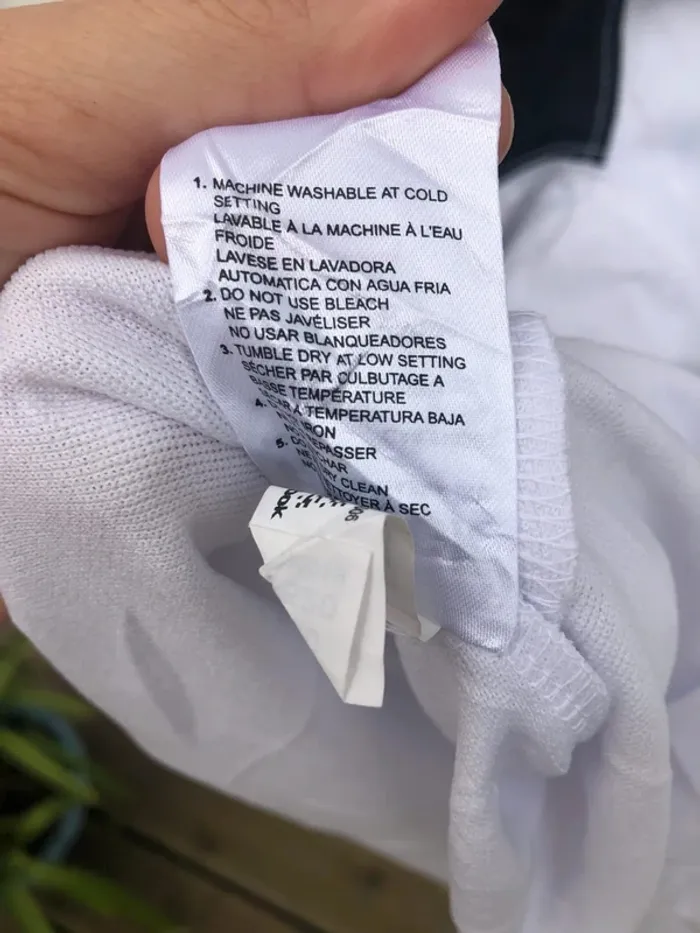 1. MACHINE WASHABLE AT COLD
SETTING
LAVABLE À LA MACHINE À L'EAU
FROIDE
LAVESE EN LAVADORA
AUTOMATICA CON AGUA FRIA
2. DO NOT USE BLEACH
NE PAS JAVÉLISER
NO USAR BLANQUEADORES
3. TUMBLE DRY AT LOW SETTING
SÉCHER PAR CULBUTAGE A
BASSE TEMPÉRATURE
A TEMPERATURA BAJA
4.
5.
CLEAN
À SEC